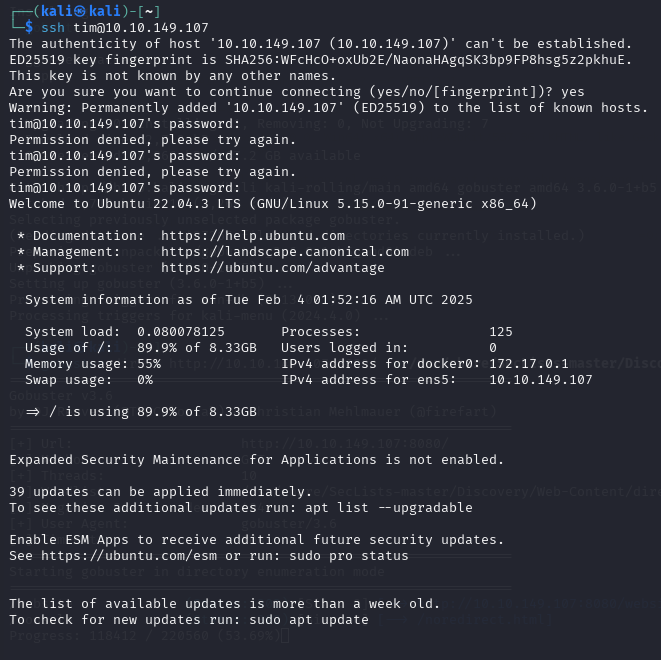 ┌──(kali㉿kali)-[~]
└─$ ssh tim@10.10.149.107
The authenticity of host '10.10.149.107 (10.10.149.107)' can't be established.
ED25519 key fingerprint is SHA256:WFcHcO+oxUb2E/NaonaHAgqSK3bp9FP8hsg5z2pkhuE.
This key is not known by any other names.
Are you sure you want to continue connecting (yes/no/[fingerprint])? yes
Warning: Permanently added '10.10.149.107' (ED25519) to the list of known hosts.
tim@10.10.149.107's password:
Permission denied, please try again.
tim@10.10.149.107's password:
Permission denied, please try again.
tim@10.10.149.107's password:
Welcome to Ubuntu 22.04.3 LTS (GNU/Linux 5.15.0-91-generic x86_64)
* Documentation:  https://help.ubuntu.com
* Management:     https://landscape.canonical.com
* Support:        https://ubuntu.com/advantage
System information as of Tue Feb  4 01:52:16 AM UTC 2025
System load:  0.080078125       Processes:                125
Usage of /:   89.9% of 8.33GB   Users logged in:          0
Memory usage: 55%               IPv4 address for docker0: 172.17.0.1
Swap usage:   0%                IPv4 address for ens5:    10.10.149.107
=> / is using 89.9% of 8.33GB
Expanded Security Maintenance for Applications is not enabled.
39 updates can be applied immediately.
To see these additional updates run: apt list --upgradable
Enable ESM Apps to receive additional future security updates.
See https://ubuntu.com/esm or run: sudo pro status
Starting gobuster in directory enumeration mode
The list of available updates is more than a week old.
To check for new updates run: sudo apt update
Progress: 118412 / 220560 (53.69%)